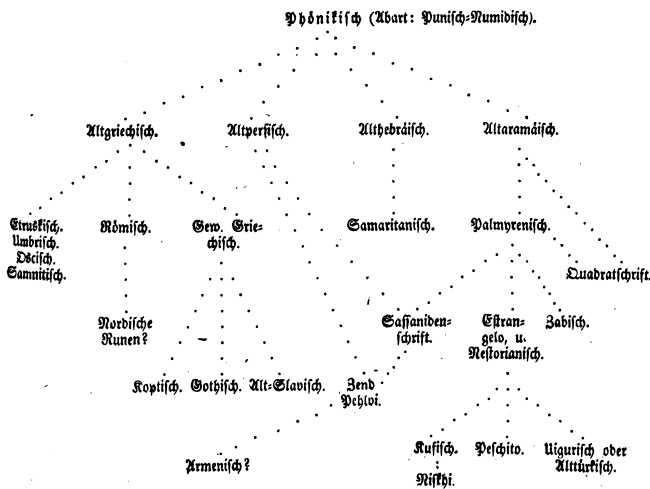 Phönikisch (Abart: Punisch-Numidisch).
Altgriechisch. Altpersisch. Althebräisch. Altaramäisch.
Etruskisch.
Umbrisch.
Oscisch.
Samnitisch.
Römisch.
Gew. Grie-
chisch.
Samaritanisch.
Palmyrenisch.
Quadratschrift.
Nordische
Runen?
Sassaniden-
schrift.
Estran-
gelo, u.
Nestorianisch.
Zabisch.
Koptisch. Gothisch. Alt-Slavisch.
Zend
Pehlvi.
Armenisch?
Kufisch.
Niskhi.
Peschito.
Uigurisch oder
Alttürkisch.